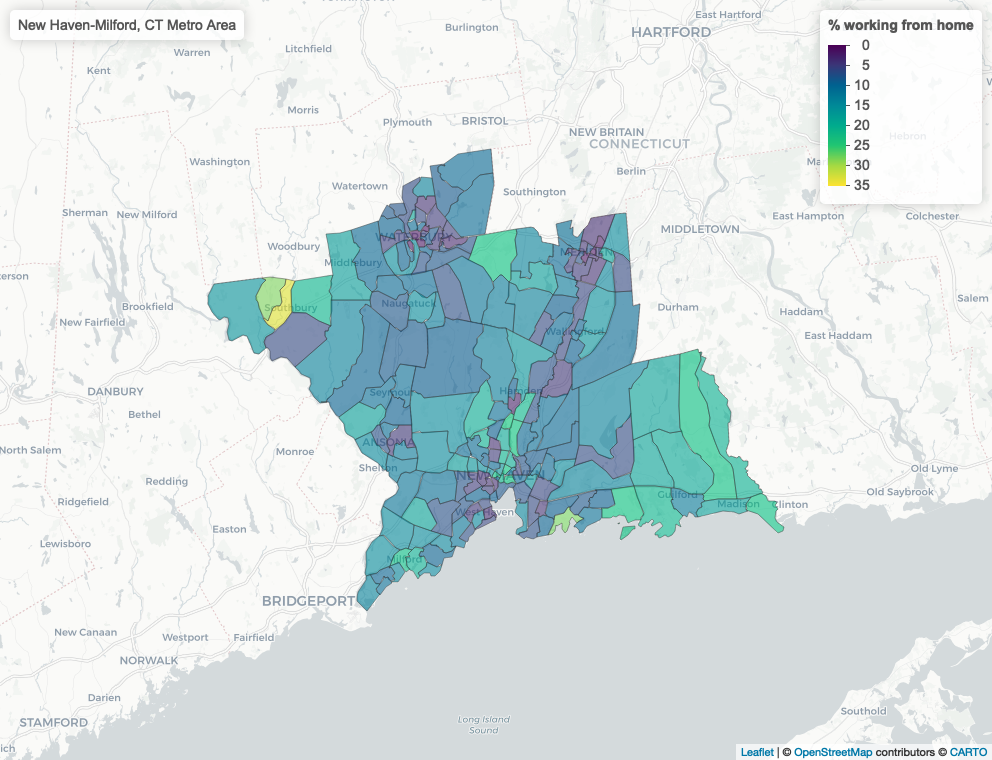 New Haven-Milford, CT Metro Area
% working from home
0
5
10
15
20
25
30
35
East Hartford
Burlington
HARTFORD
Litchfield
Warren
Kent
Morris
Plymouth
BRISTOL
NEW BRITAIN
CONNECTICUT
Hebron
Washington
Berlin
Watertown
Southington
Sherman
New Milford
East Hampton
Colchester
MIDDLETOWN
WATERBURY
Woodbury
MERIDEN
Middlebury
Brookfield
Southbury
Naugatuck
Durham
Salem
Haddam
New Fairfield
Wallingford
East Haddam
DANBURY
Seymour
Hamden
Bethel
ANSONIA
North Salem
Monroe
Shelton
NEW HAVEN
Old Lyme
Redding
Old Saybrook
Guilford
Ridgefield
Madison
Clinton
West Haven
Easton
Lewisboro
Milford
BRIDGEPORT
New Canaan
Westport
Fairfield
NORWALK
Darien
Southold
STAMFORD
Long Island
Sound
Leaflet | © OpenStreetMap contributors © CARTO